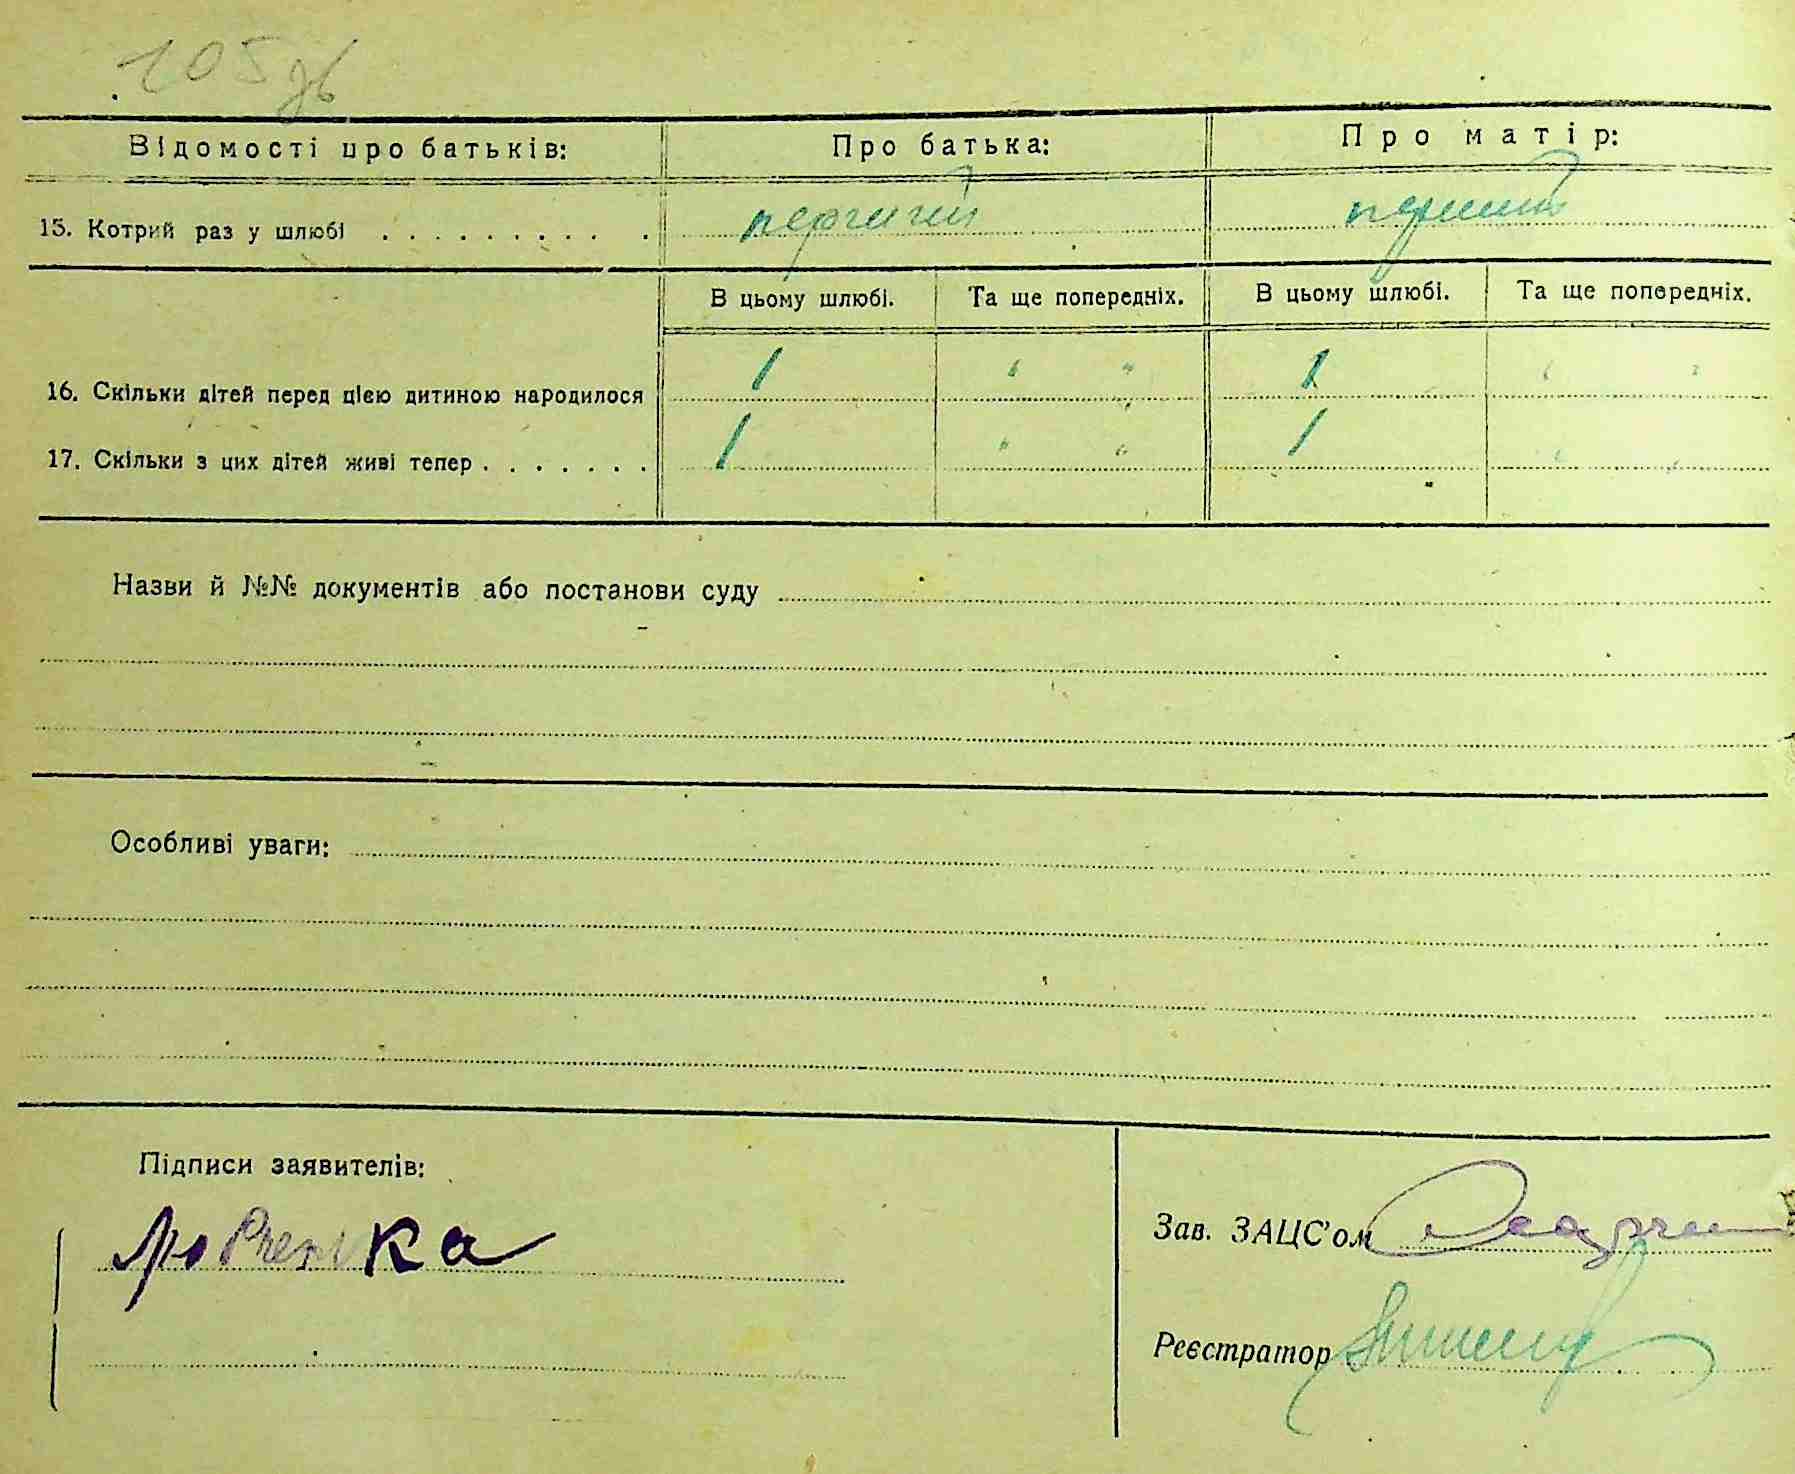 105 зв
Відомості про батьків: Про батька: Про матір:
15. Котрий раз у шлюбі . . . . . . . . . . перший перший
В цьому шлюбі. Та ще попередніх. В цьому шлюбі. Та ще попередніх.
16. Скільки дітей перед цією дитиною народилося 1 " " 1 " "
17. Скільки з цих дітей живі тепер . . . . . . . 1 " " 1 " "
Назви й №№ документів або постанови суду
Особливі уваги:
Підписи заявителів:
Зав. ЗАЦС'ом
Реєстратор